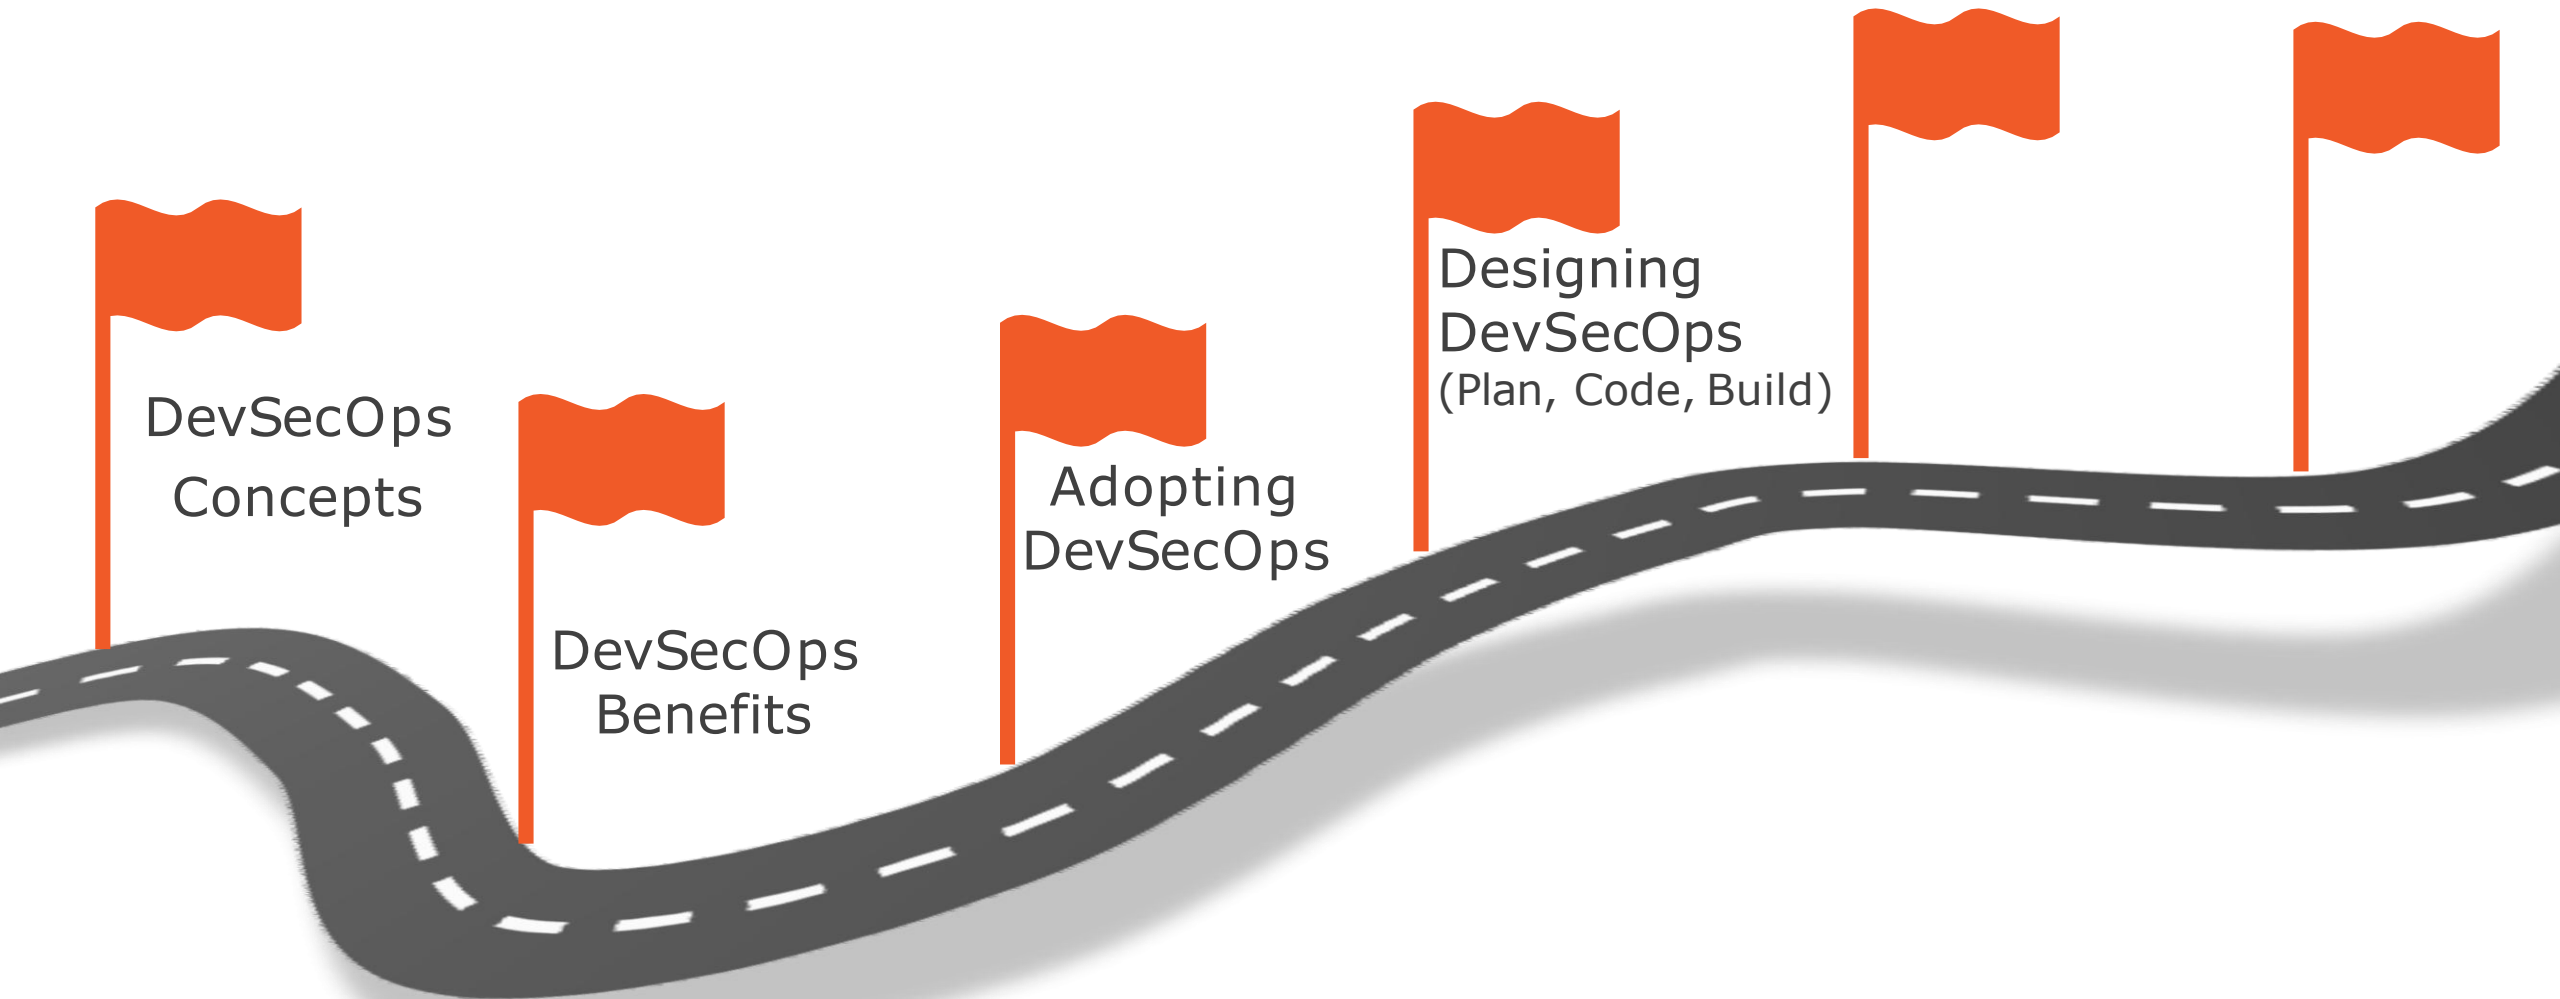 DevSecOps
Concepts
DevSecOps
Benefits
Adopting
DevSecOps
Designing
DevSecOps
(Plan, Code, Build)